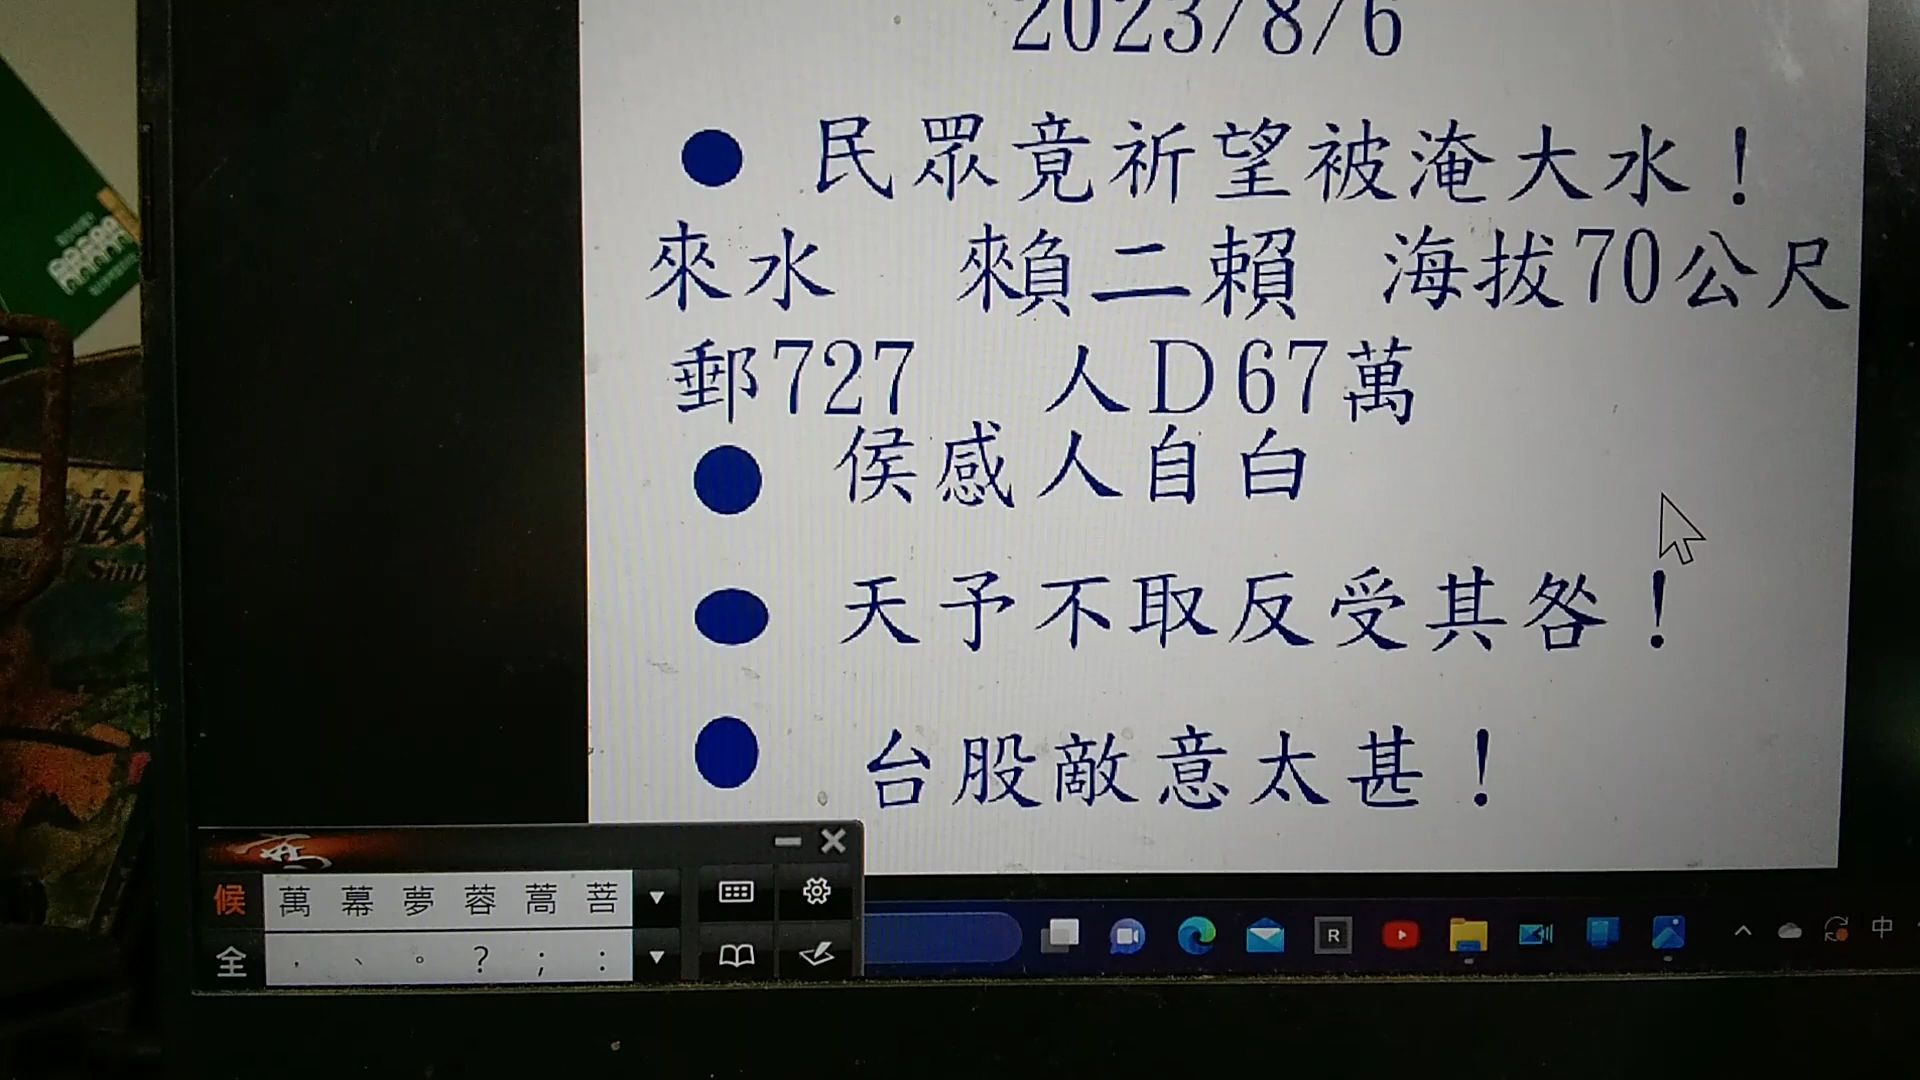 2023/8/6
● 民眾竟祈望被淹大水！
來水 賴二賴 海拔70公尺
郵727 人D67萬
● 侯感人自白
● 天予不取反受其咎！
● 台股敵意太甚！
候 萬 幕 夢 蓉 蒿 菩
全 ， 、 。 ？ ； ：
R
中